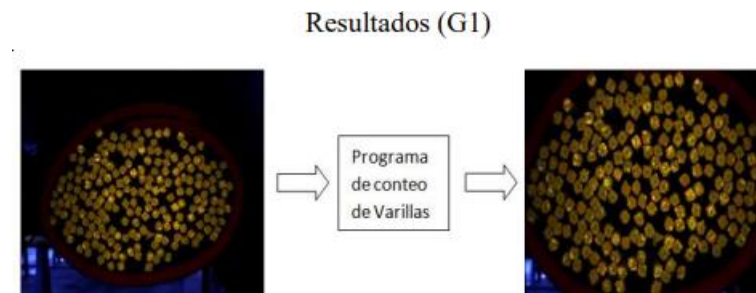 Resultados (G1)
Programa
de conteo
de Varillas